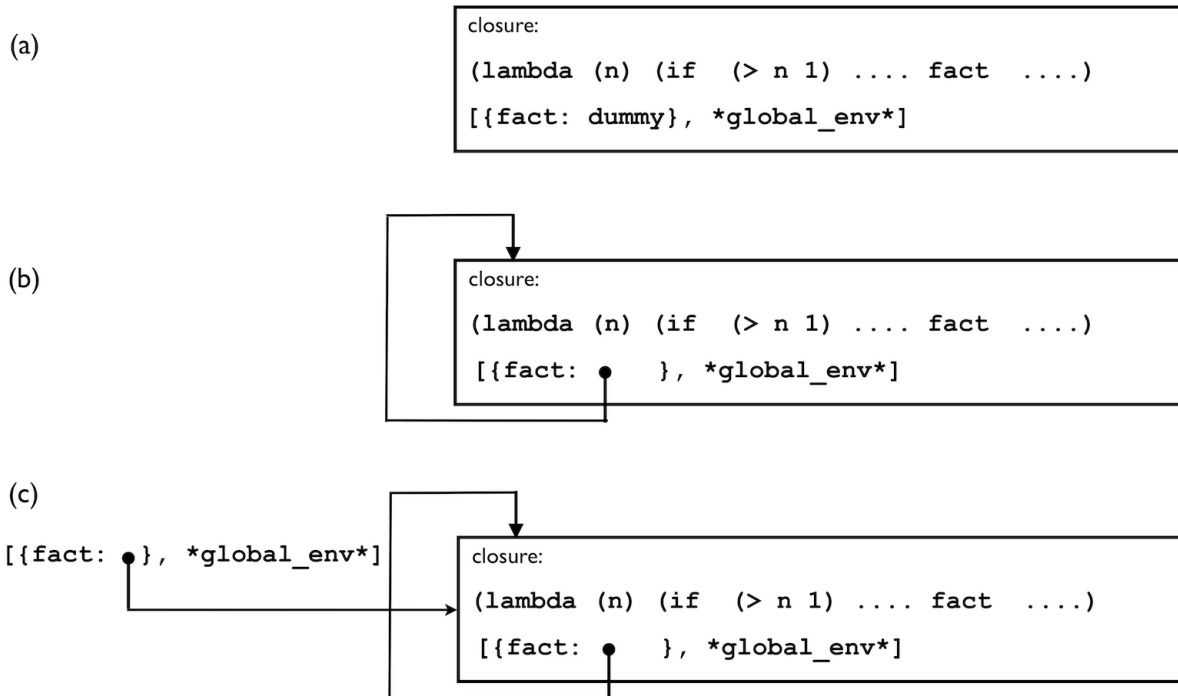 (a)
closure:
(lambda (n) (if (> n 1) .... fact ....)
[{fact: dummy}, *global_env*]
(b)
closure:
(lambda (n) (if (> n 1) .... fact ....)
[{fact: }, *global_env*]
(c)
[{fact: }, *global_env*]
closure:
(lambda (n) (if (> n 1) .... fact ....)
[{fact: }, *global_env*]